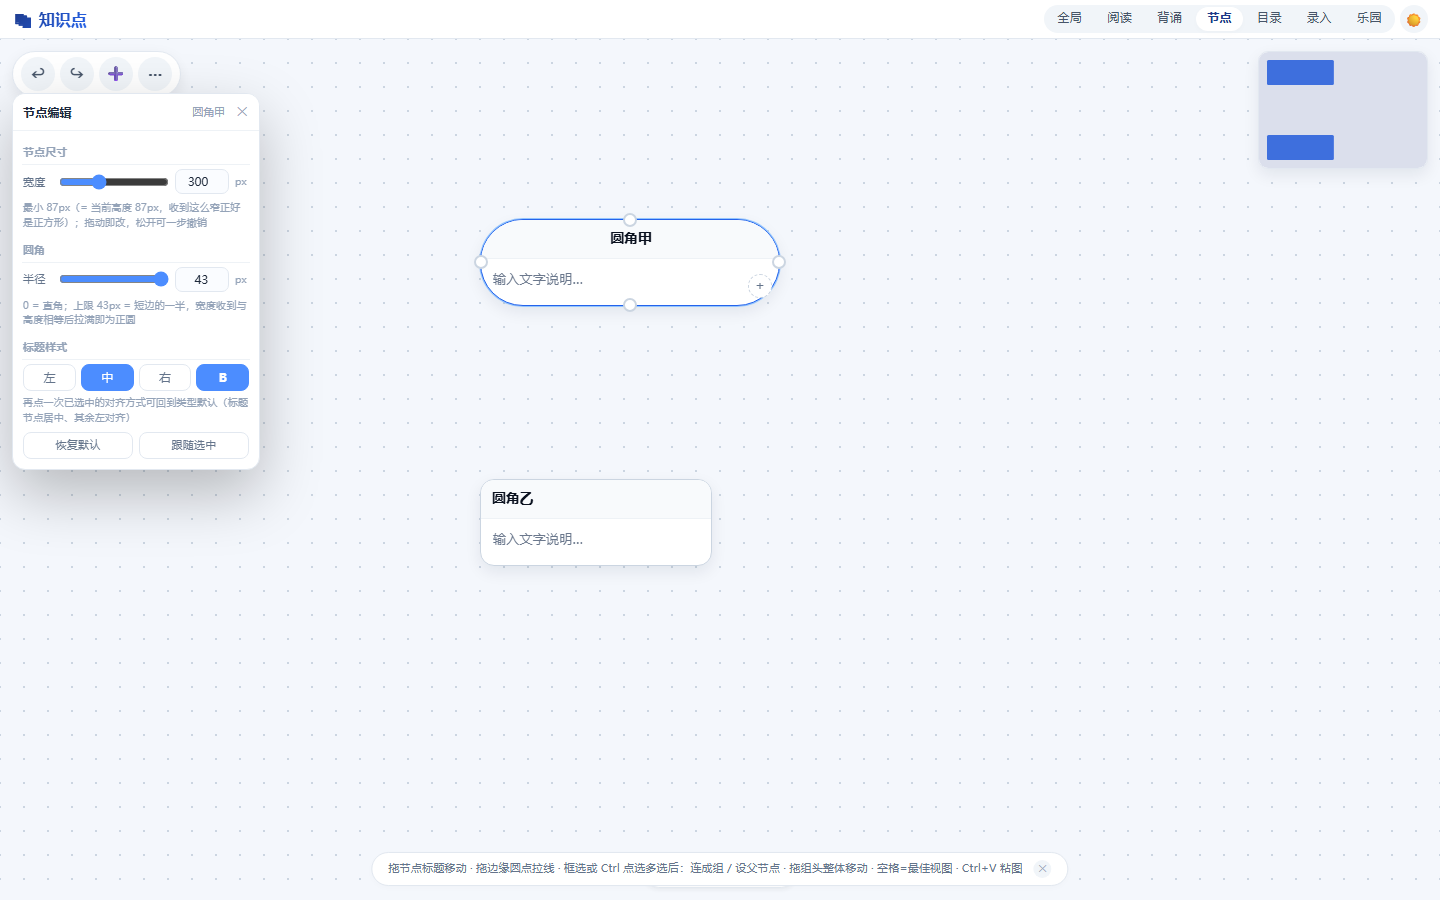 知识点
全局 阅读 背诵 节点 目录 录入 乐园
节点编辑 圆角甲
节点尺寸
宽度 300 px
最小 87px（= 当前高度 87px，收到这么窄正好
是正方形）；拖动即改，松开可一步撤销
圆角
半径 43 px
0 = 直角；上限 43px = 短边的一半，宽度收到与
高度相等后拉满即为正圆
标题样式
左 中 右 B
再点一次已选中的对齐方式可回到类型默认（标题
节点居中、其余左对齐）
恢复默认 跟随选中
圆角甲
输入文字说明...
+
圆角乙
输入文字说明...
拖节点标题移动 · 拖边缘圆点拉线 · 框选或 Ctrl 点选多选后：连成组 / 设父节点 · 拖组头整体移动 · 空格=最佳视图 · Ctrl+V 粘图